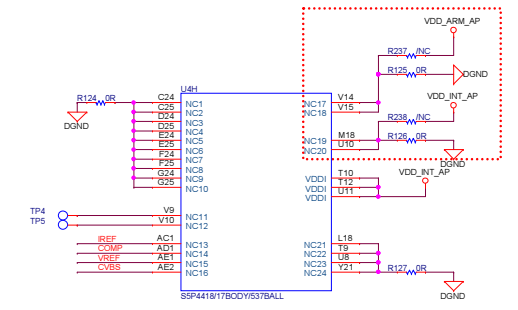 VDD_ARM_AP
R237 /NC
R125 0R
DGND
VDD_INT_AP
U4H
R124 0R
DGND
C24 NC1
C25 NC2
D24 NC3
D25 NC4
E24 NC5
E25 NC6
F24 NC7
F25 NC8
G24 NC9
G25 NC10
NC17 V14
NC18 V15
R238 /NC
NC19 M18
R126 0R
NC20 U10
DGND
VDD_INT_AP
VDDI T10
VDDI T12
VDDI U11
TP4
V9 NC11
TP5
V10 NC12
IREF AC1 NC13
COMP AD1 NC14
VREF AE1 NC15
CVBS AE2 NC16
NC21 L18
NC22 T9
NC23 U8
NC24 Y21
R127 0R
DGND
S5P4418/17BODY/537BALL